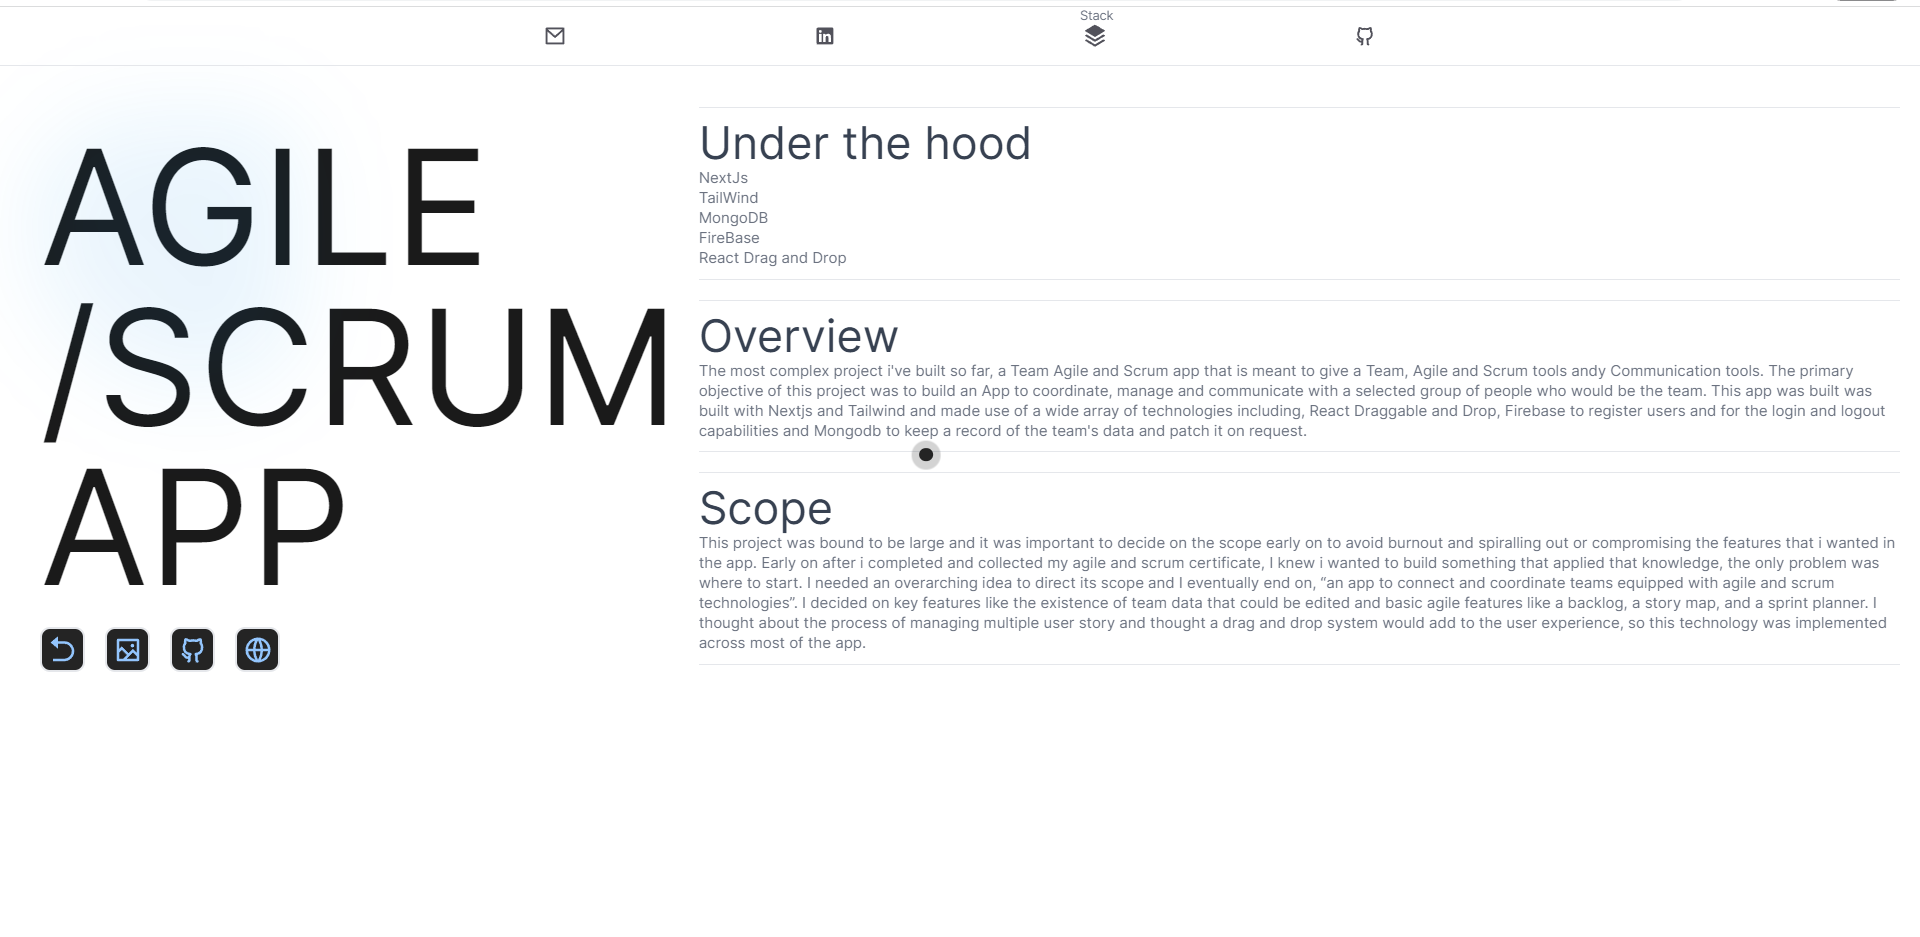 Stack
AGILE
/SCRUM
APP
Under the hood
NextJs
TailWind
MongoDB
FireBase
React Drag and Drop
Overview
The most complex project i've built so far, a Team Agile and Scrum app that is meant to give a Team, Agile and Scrum tools andy Communication tools. The primary
objective of this project was to build an App to coordinate, manage and communicate with a selected group of people who would be the team. This app was built was
built with Nextjs and Tailwind and made use of a wide array of technologies including, React Draggable and Drop, Firebase to register users and for the login and logout
capabilities and Mongodb to keep a record of the team's data and patch it on request.
Scope
This project was bound to be large and it was important to decide on the scope early on to avoid burnout and spiralling out or compromising the features that i wanted in
the app. Early on after i completed and collected my agile and scrum certificate, I knew i wanted to build something that applied that knowledge, the only problem was
where to start. I needed an overarching idea to direct its scope and I eventually end on, “an app to connect and coordinate teams equipped with agile and scrum
technologies”. I decided on key features like the existence of team data that could be edited and basic agile features like a backlog, a story map, and a sprint planner. I
thought about the process of managing multiple user story and thought a drag and drop system would add to the user experience, so this technology was implemented
across most of the app.